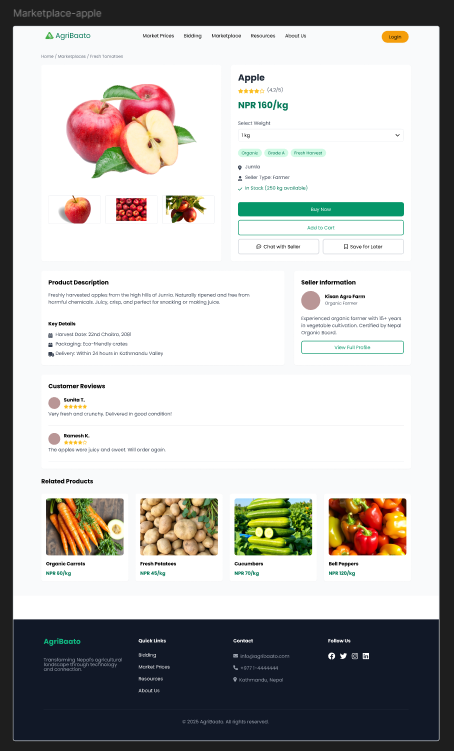 Marketplace-apple
AgriBaato
Market Prices
Bidding
Marketplace
Resources
About Us
Login
Home / Marketplaces / Fresh tomatoes
Apple
(4.2/5)
NPR 160/kg
Select Weight
1 kg
Organic
Grade A
Fresh Harvest
Jumla
Seller Type: Farmer
In Stock (250 kg available)
Buy Now
Add to Cart
Chat with Seller
Save for Later
Product Description
Freshly harvested apples from the high hills of Jumla. Naturally ripened and free from
harmful chemicals. Juicy, crisp, and perfect for snacking or making juice.
Key Details
Harvest Date: 22nd Chaitra, 2081
Packaging: Eco-friendly crates
Delivery: Within 24 hours in Kathmandu Valley
Seller Information
Kisan Agro Farm
Organic Farmer
Experienced organic farmer with 15+ years
in vegetable cultivation. Certified by Nepal
Organic Board.
View Full Profile
Customer Reviews
Sunita T.
Very fresh and crunchy. Delivered in good condition!
Ramesh K.
The apples were juicy and sweet. Will order again.
Related Products
Organic Carrots
NPR 60/kg
Fresh Potatoes
NPR 45/kg
Cucumbers
NPR 70/kg
Bell Peppers
NPR 120/kg
AgriBaato
Transforming Nepal's agricultural
landscape through technology
and connection.
Quick Links
Bidding
Market Prices
Resources
About Us
Contact
info@agribaato.com
+9771-4444444
Kathmandu, Nepal
Follow Us
© 2025 AgriBaato. All rights reserved.